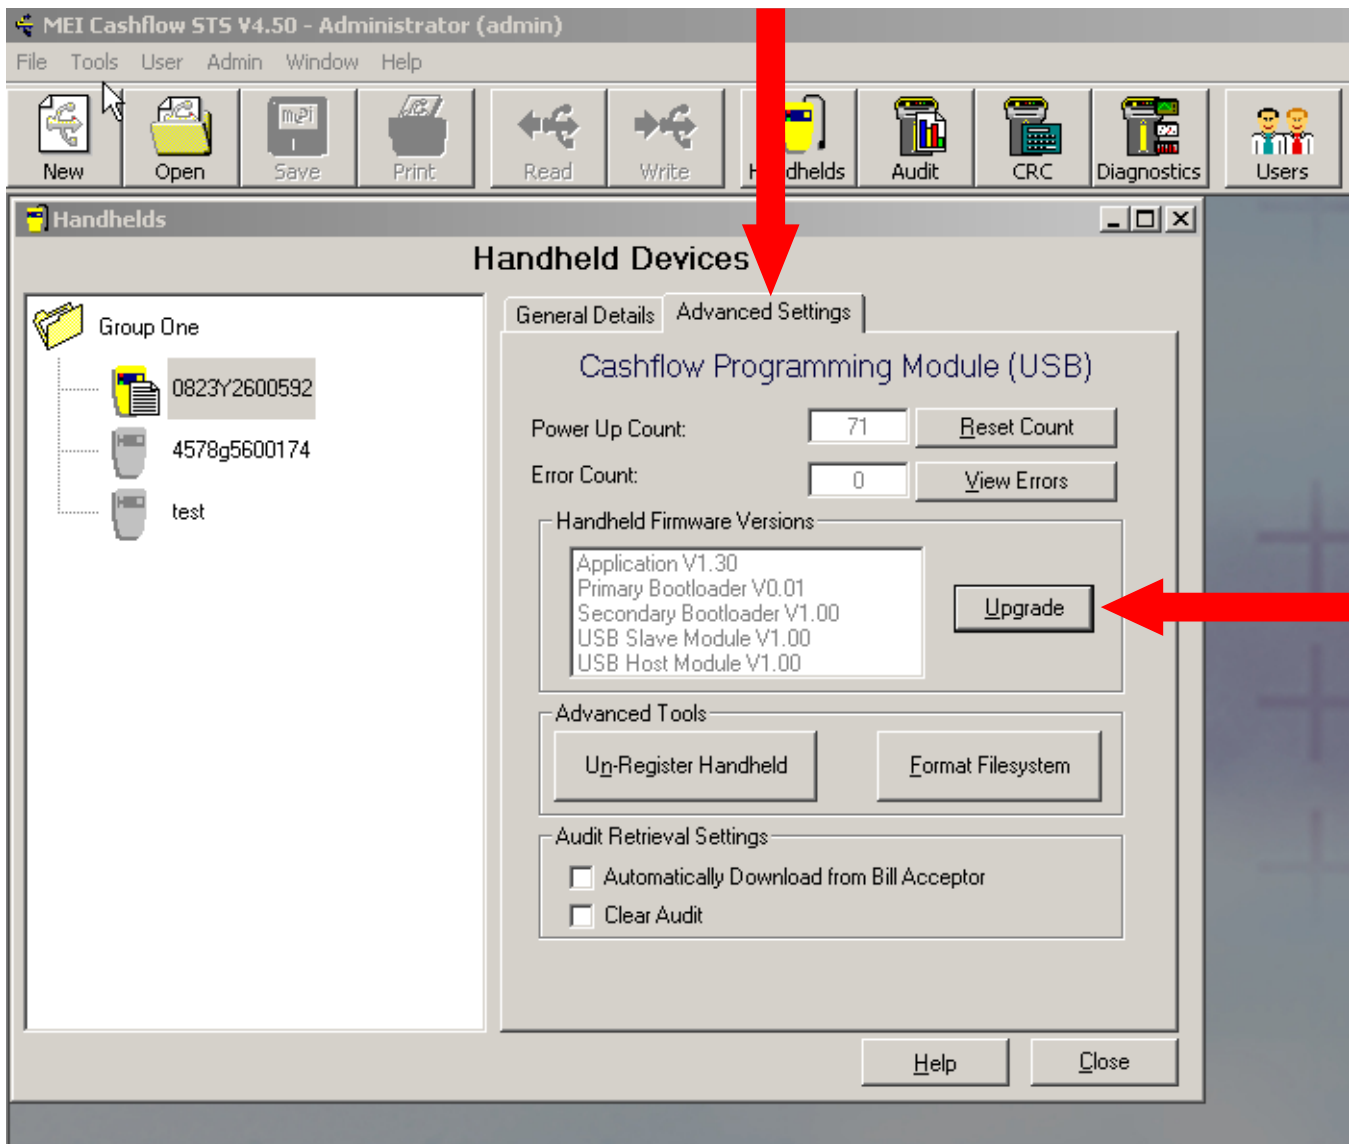 MEI Cashflow STS V4.50 - Administrator (admin)
File Tools User Admin Window Help
mei
New Open Save Print Read Write Handhelds Audit CRC Diagnostics Users
Handhelds
Handheld Devices
Group One
0823Y2600592
4578g5600174
test
General Details Advanced Settings
Cashflow Programming Module (USB)
Power Up Count: 71 Reset Count
Error Count: 0 View Errors
Handheld Firmware Versions
Application V1.30
Primary Bootloader V0.01
Secondary Bootloader V1.00
USB Slave Module V1.00
USB Host Module V1.00
Upgrade
Advanced Tools
Un-Register Handheld Format Filesystem
Audit Retrieval Settings
Automatically Download from Bill Acceptor
Clear Audit
Help Close